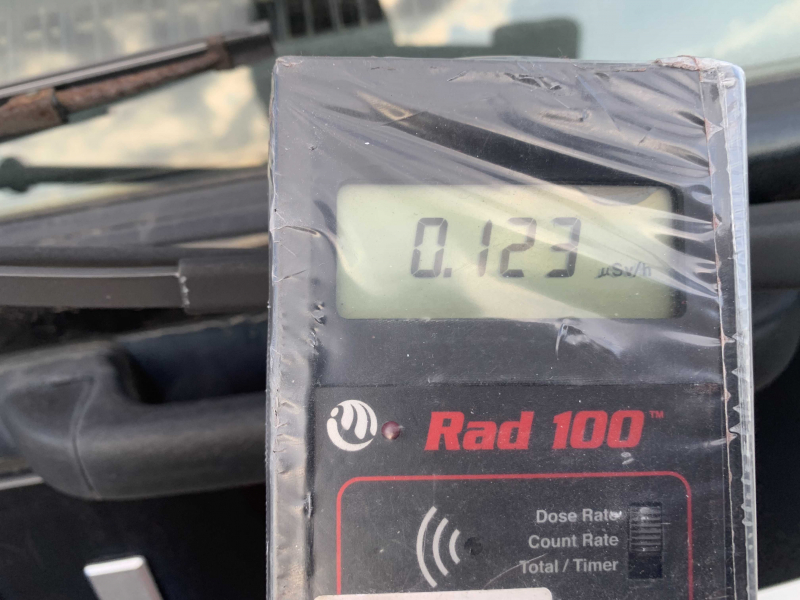 0.123 µSv/h
Rad 100™
Dose Rate
Count Rate
Total / Timer